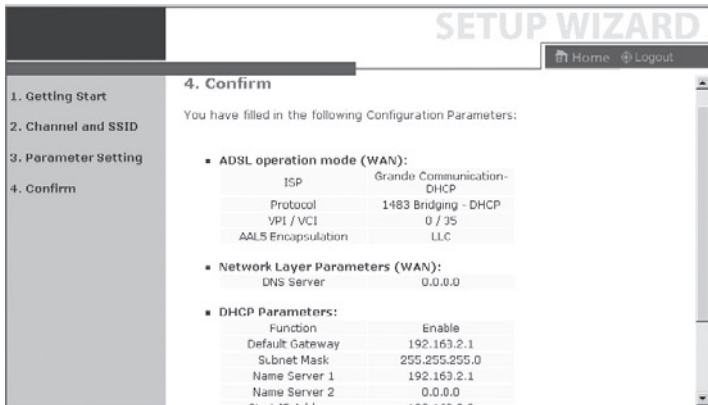 SETUP WIZARD
Home Logout
1. Getting Start
2. Channel and SSID
3. Parameter Setting
4. Confirm
4. Confirm
You have filled in the following Configuration Parameters:
ADSL operation mode (WAN):
ISP Grande Communication-DHCP
Protocol 1483 Bridging - DHCP
VPI / VCI 0 / 35
AAL5 Encapsulation LLC
Network Layer Parameters (WAN):
DNS Server 0.0.0.0
DHCP Parameters:
Function Enable
Default Gateway 192.163.2.1
Subnet Mask 255.255.255.0
Name Server 1 192.163.2.1
Name Server 2 0.0.0.0